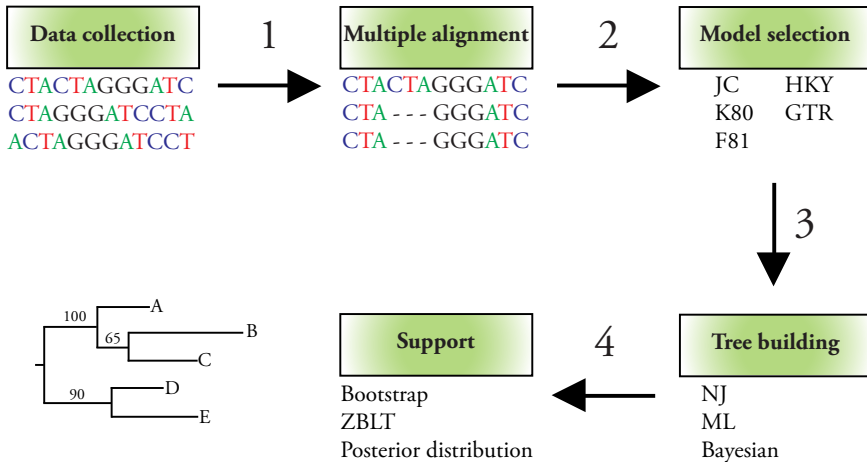 Data collection
1
Multiple alignment
2
Model selection
CTACTAGGGATC
CTAGGGATCCTA
ACTAGGGATCCT
CTACTAGGGATC
CTA - - - GGGATC
CTA - - - GGGATC
JC HKY
K80 GTR
F81
3
100
A
65
B
C
90
D
E
Support
4
Tree building
Bootstrap
ZBLT
Posterior distribution
NJ
ML
Bayesian